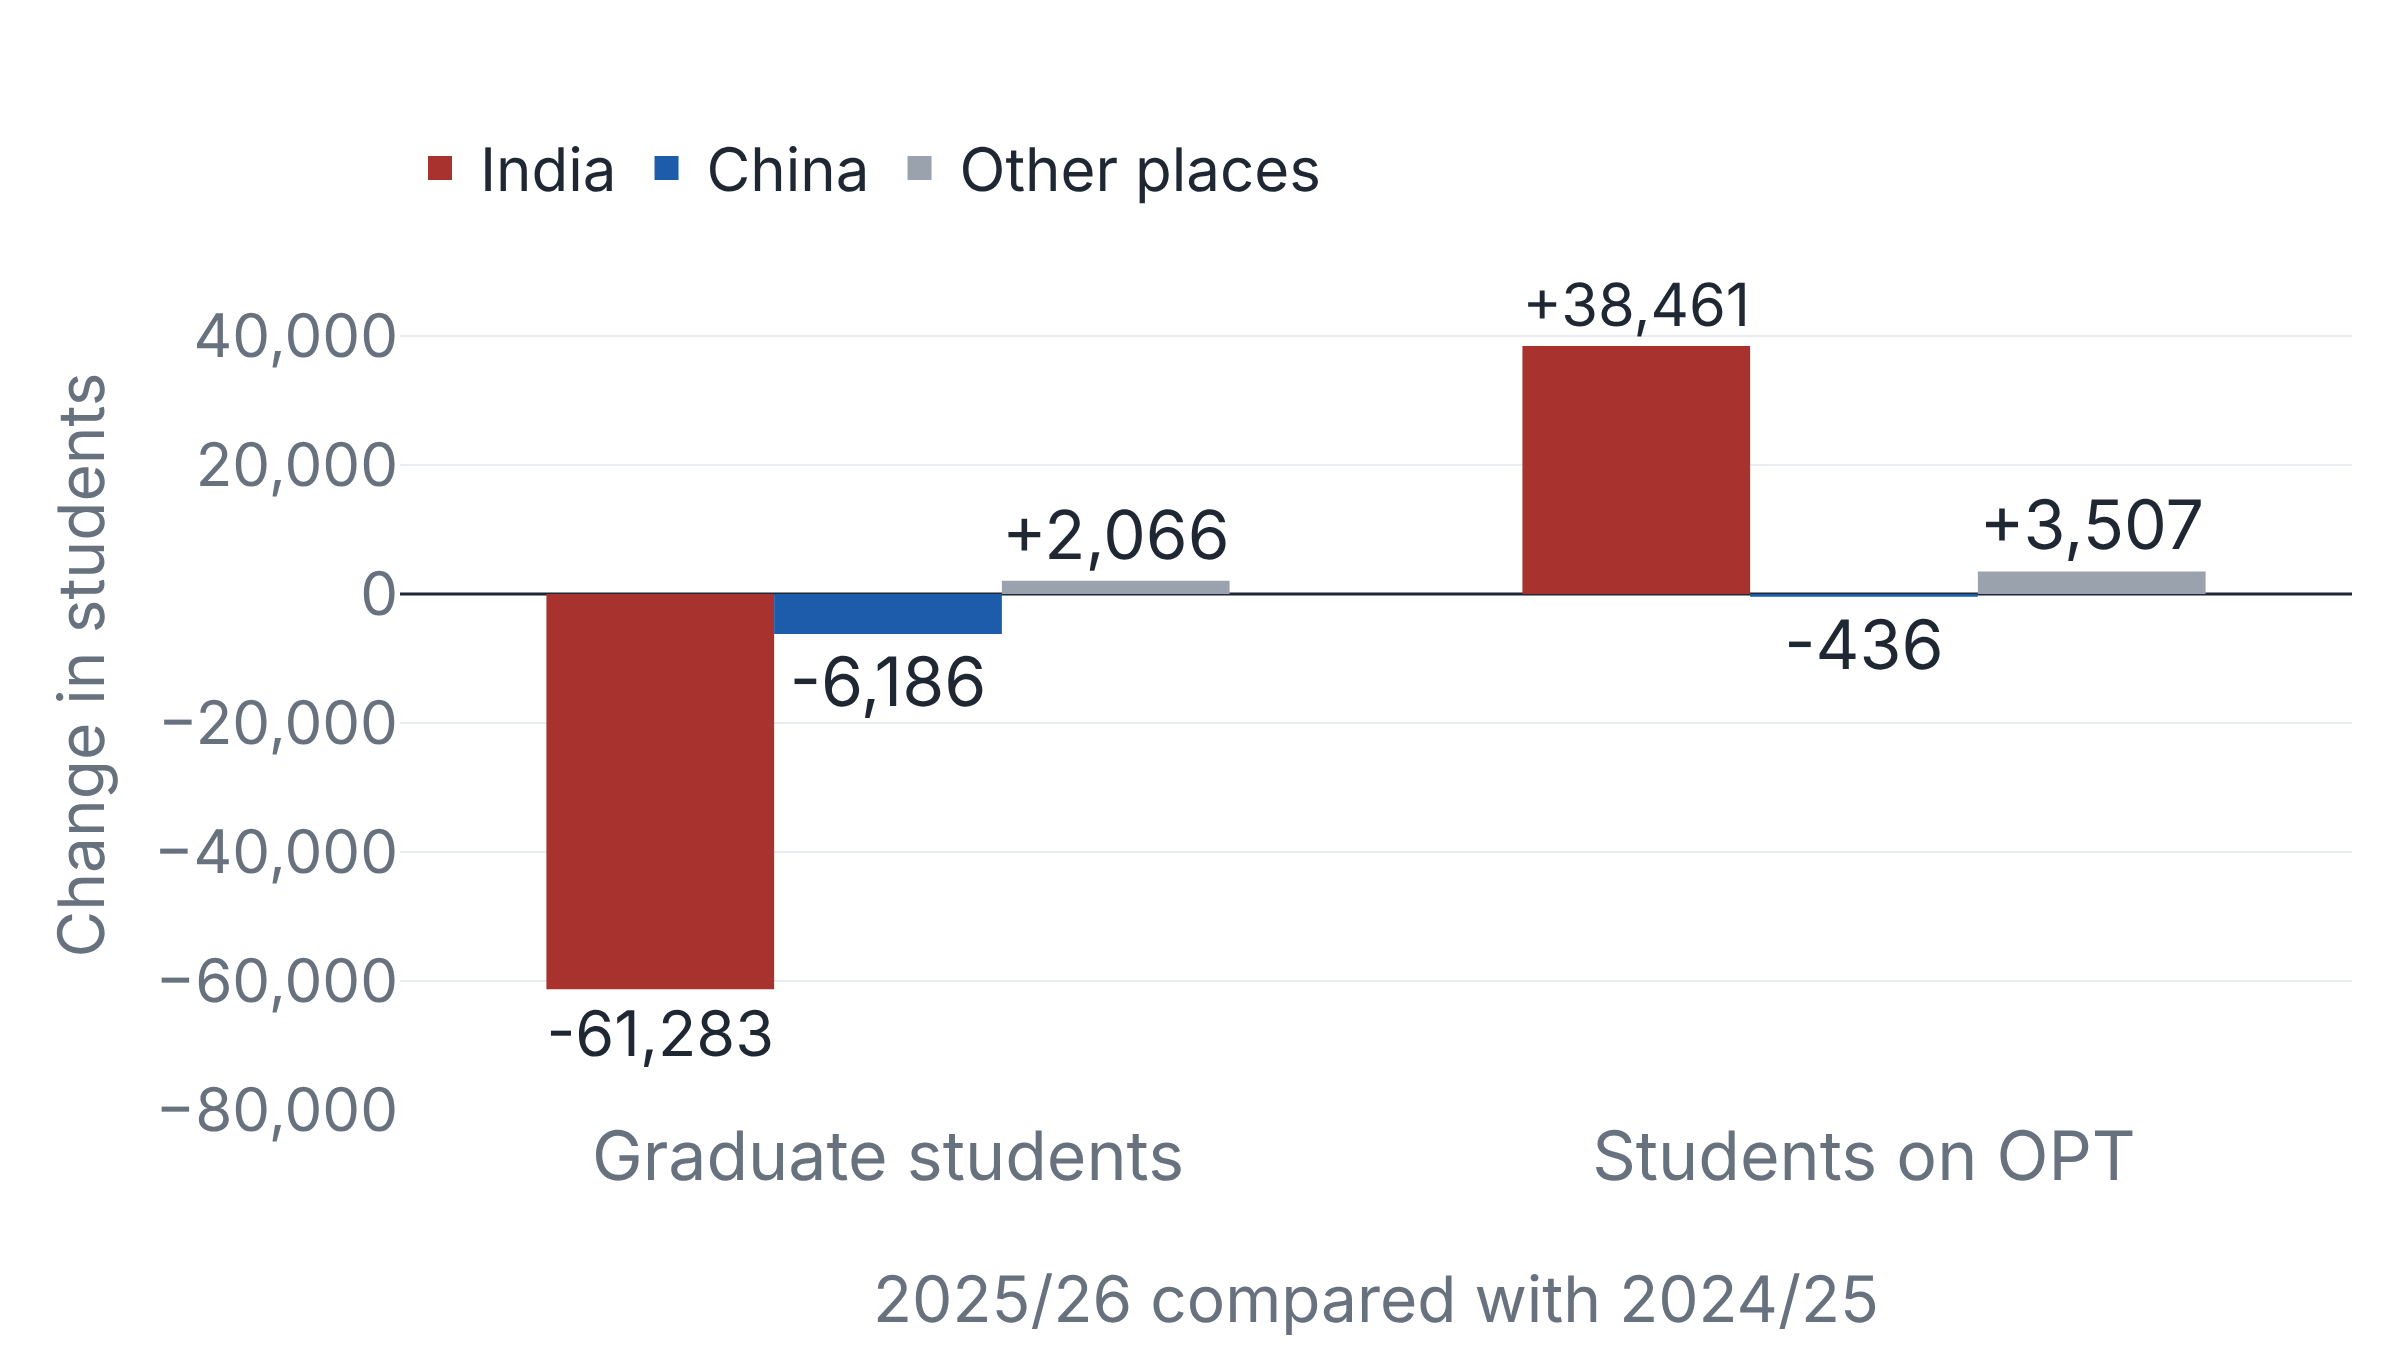 India China Other places
Change in students
40,000
20,000
0
−20,000
−40,000
−60,000
−80,000
+38,461
+2,066
+3,507
-6,186
-436
-61,283
Graduate students
Students on OPT
2025/26 compared with 2024/25